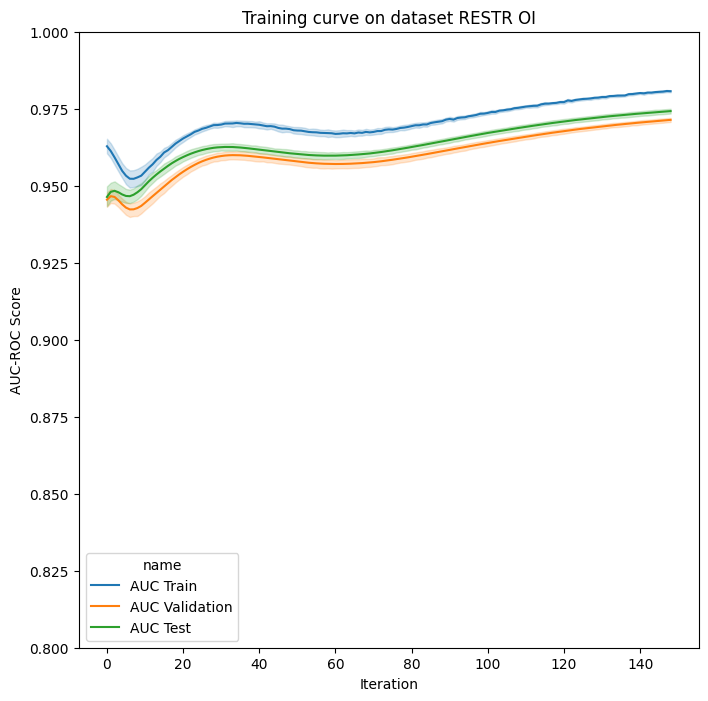 Training curve on dataset RESTR OI
AUC-ROC Score
1.000
0.975
0.950
0.925
0.900
0.875
0.850
0.825
0.800
name
AUC Train
AUC Validation
AUC Test
0 20 40 60 80 100 120 140
Iteration